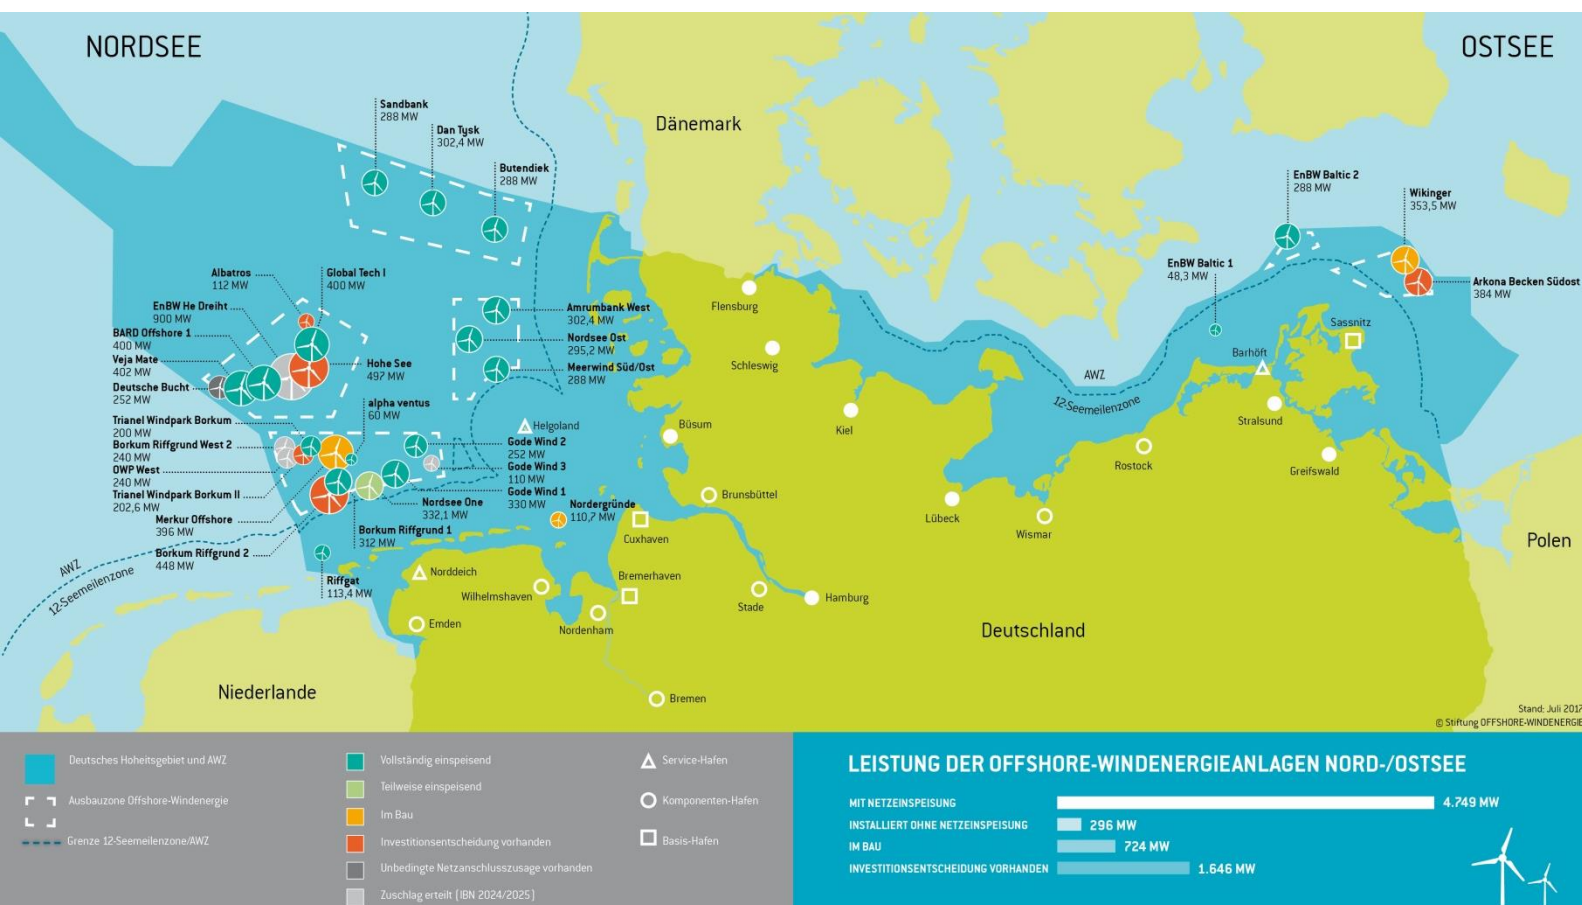 NORDSEE
OSTSEE
Sandbank
288 MW
Dan Tysk
302,4 MW
Butendiek
288 MW
Dänemark
EnBW Baltic 2
288 MW
Wikinger
353,5 MW
EnBW Baltic 1
48,3 MW
Arkona Becken Südost
384 MW
Albatros
112 MW
Global Tech I
400 MW
EnBW He Dreiht
900 MW
BARD Offshore 1
400 MW
Veja Mate
402 MW
Deutsche Bucht
252 MW
Hohe See
497 MW
alpha ventus
60 MW
Trianel Windpark Borkum
200 MW
Borkum Riffgrund West 2
240 MW
OWP West
240 MW
Trianel Windpark Borkum II
202,6 MW
Merkur Offshore
396 MW
Borkum Riffgrund 2
448 MW
Amrumbank West
302,4 MW
Nordsee Ost
295,2 MW
Meerwind Süd/Ost
288 MW
Helgoland
Gode Wind 2
252 MW
Gode Wind 3
110 MW
Gode Wind 1
330 MW
Nordsee One
332,1 MW
Borkum Riffgrund 1
312 MW
Nordergründe
110,7 MW
Riffgat
113,4 MW
AWZ
12-Seemeilenzone
Flensburg
Schleswig
Kiel
Büsum
Brunsbüttel
Cuxhaven
Bremerhaven
Norddeich
Wilhelmshaven
Emden
Nordenham
Stade
Hamburg
Bremen
Lübeck
Wismar
Rostock
AWZ
12-Seemeilenzone
Barhöft
Sassnitz
Stralsund
Greifswald
Niederlande
Deutschland
Polen
Stand: Juli 2017
© Stiftung OFFSHORE-WINDENERGIE
Deutsches Hoheitsgebiet und AWZ
Ausbauzone Offshore-Windenergie
Grenze 12-Seemeilenzone/AWZ
Vollständig einspeisend
Teilweise einspeisend
Im Bau
Investitionsentscheidung vorhanden
Unbedingte Netzanschlusszusage vorhanden
Zuschlag erteilt (IBN 2024/2025)
Service-Hafen
Komponenten-Hafen
Basis-Hafen
LEISTUNG DER OFFSHORE-WINDENERGIEANLAGEN NORD-/OSTSEE
MIT NETZEINSPEISUNG 4.749 MW
INSTALLIERT OHNE NETZEINSPEISUNG 296 MW
IM BAU 724 MW
INVESTITIONSENTSCHEIDUNG VORHANDEN 1.646 MW